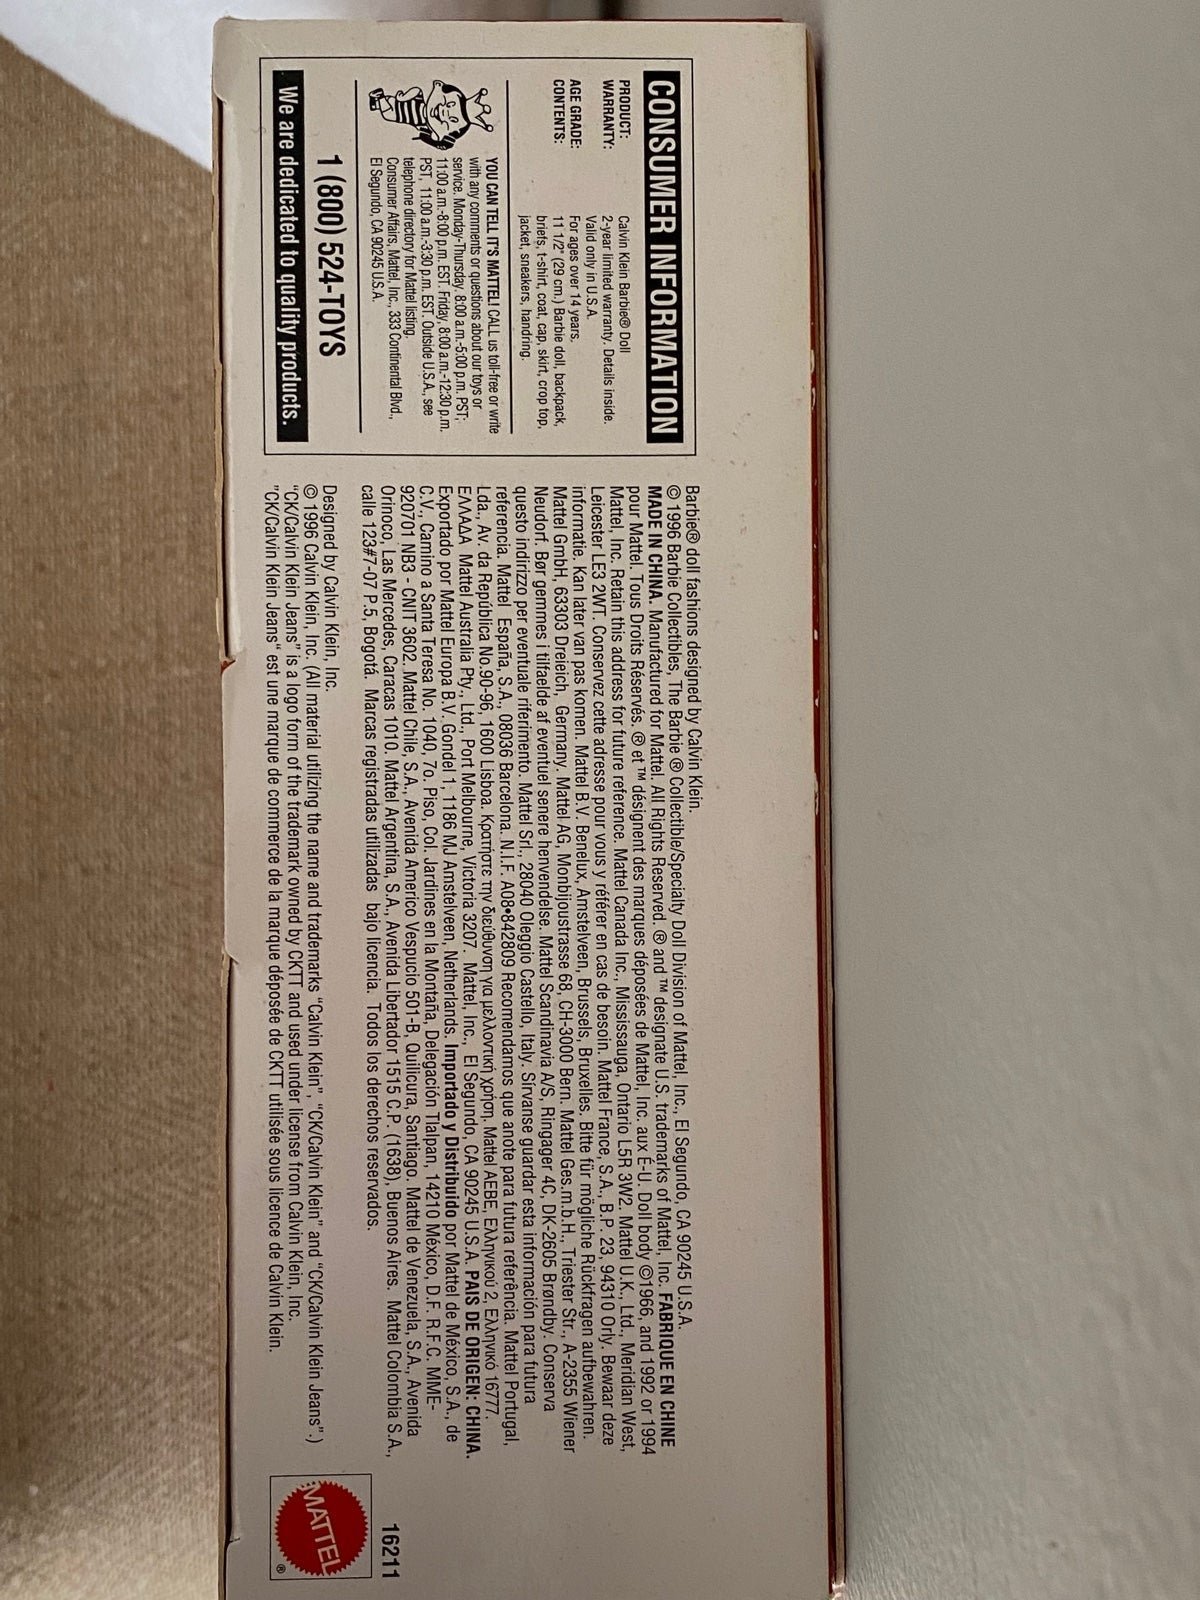 CONSUMER INFORMATION
PRODUCT: Calvin Klein Barbie® Doll
WARRANTY: 2-year limited warranty. Details inside.
Valid only in U.S.A.
AGE GRADE: For ages over 14 years.
CONTENTS: 11 1/2" (29 cm.) Barbie doll, backpack,
briefs, t-shirt, coat, cap, skirt, crop top,
jacket, sneakers, handring.
YOU CAN TELL IT'S MATTEL! CALL us toll-free or write
with any comments or questions about our toys or
service. Monday-Thursday, 8:00 a.m.-5:00 p.m. PST;
11:00 a.m.-8:00 p.m. EST. Friday, 8:00 a.m.-12:30 p.m.
PST, 11:00 a.m.-3:30 p.m. EST. Outside U.S.A., see
telephone directory for Mattel listing.
Consumer Affairs, Mattel, Inc., 333 Continental Blvd.,
El Segundo, CA 90245 U.S.A.
1 (800) 524-TOYS
We are dedicated to quality products.
Barbie® doll fashions designed by Calvin Klein.
© 1996 Barbie Collectibles, The Barbie ® Collectible/Specialty Doll Division of Mattel, Inc., El Segundo, CA 90245 U.S.A.
MADE IN CHINA. Manufactured for Mattel. All Rights Reserved. ® and ™ designate U.S. trademarks of Mattel, Inc. FABRIQUE EN CHINE
pour Mattel. Tous Droits Réservés. ® et ™ désignent des marques déposées de Mattel, Inc. aux É-U. Doll body ©1966, and 1992 or 1994
Mattel, Inc. Retain this address for future reference. Mattel Canada Inc., Mississauga, Ontario L5R 3W2. Mattel U.K., Ltd., Meridian West,
Leicester LE3 2WT. Conservez cette adresse pour vous y référer en cas de besoin. Mattel France, S.A., B.P. 23, 94310 Orly. Bewaar deze
informatie. Kan later van pas komen. Mattel B.V. Benelux, Amstelveen, Brussels, Bruxelles. Bitte für mögliche Rückfragen aufbewahren.
Mattel GmbH, 63303 Dreieich, Germany. Mattel AG, Monbijoustrasse 68, CH-3000 Bern. Mattel Ges.m.b.H., Triester Str., A-2355 Wiener
Neudorf. Bør gemmes i tilfaelde af eventuel senere henvendelse. Mattel Scandinavia A/S, Ringager 4C, DK-2605 Brøndby. Conserva
questo indirizzo per eventuale riferimento. Mattel Srl., 28040 Oleggio Castello, Italy. Sírvanse guardar esta información para futura
referencia. Mattel España, S.A., 08036 Barcelona. N.I.F. A08•842809 Recomendamos que anote para futura referência. Mattel Portugal,
Lda., Av. da República No. 90-96, 1600 Lisboa. Κρατήστε την διεύθυνση για μελλοντική χρήση. Mattel AEBE, Ελληνικού 2, Ελληνικό 16777.
ΕΛΛΑΔΑ Mattel Australia Pty., Ltd., Port Melbourne, Victoria 3207. Mattel, Inc., El Segundo, CA 90245 U.S.A. PAIS DE ORIGEN: CHINA.
Exportado por Mattel Europa B.V. Gondel 1, 1186 MJ Amstelveen, Netherlands. Importado y Distribuido por Mattel de México, S.A., de
C.V., Camino a Santa Teresa No. 1040, 7o. Piso, Col. Jardines en la Montaña, Delegación Tlalpan, 14210 México, D.F. R.F.C. MME-
920701 NB3 - CNIT 3602. Mattel Chile, S.A., Avenida Americo Vespucio 501-B, Quilicura, Santiago. Mattel de Venezuela, S.A., Avenida
Orinoco, Las Mercedes, Caracas 1010. Mattel Argentina, S.A., Avenida Libertador 1515 C.P. (1638), Buenos Aires. Mattel Colombia S.A.,
calle 123#7-07 P.5, Bogotá. Marcas registradas utilizadas bajo licencia. Todos los derechos reservados.
Designed by Calvin Klein, Inc.
© 1996 Calvin Klein, Inc. (All material utilizing the name and trademarks "Calvin Klein", "CK/Calvin Klein" and "CK/Calvin Klein Jeans".)
"CK/Calvin Klein Jeans" is a logo form of the trademark owned by CKTT and used under license from Calvin Klein, Inc.
"CK/Calvin Klein Jeans" est une marque de commerce de la marque déposée de CKTT utilisée sous licence de Calvin Klein.
16211
MATTEL
®